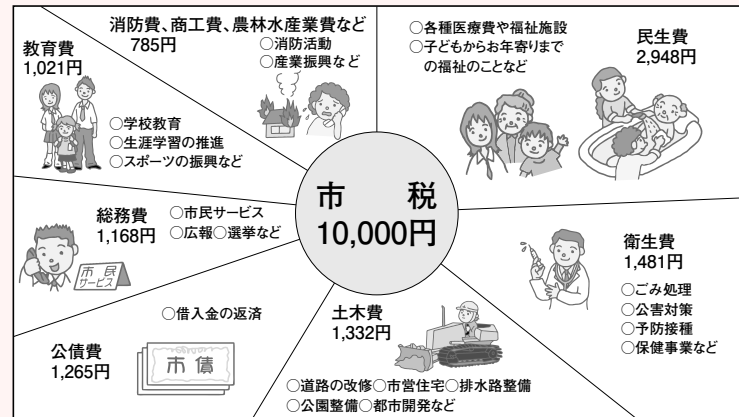 消防費、商工費、農林水産業費など
785円
○消防活動
○産業振興など
○各種医療費や福祉施設
○子どもからお年寄りまで
の福祉のことなど
民生費
2,948円
教育費
1,021円
○学校教育
○生涯学習の推進
○スポーツの振興など
市　税
10,000円
総務費
1,168円
○市民サービス
○広報○選挙など
市民
サービス
衛生費
1,481円
○ごみ処理
○公害対策
○予防接種
○保健事業など
公債費
1,265円
○借入金の返済
市債
土木費
1,332円
○道路の改修○市営住宅○排水路整備
○公園整備○都市開発など